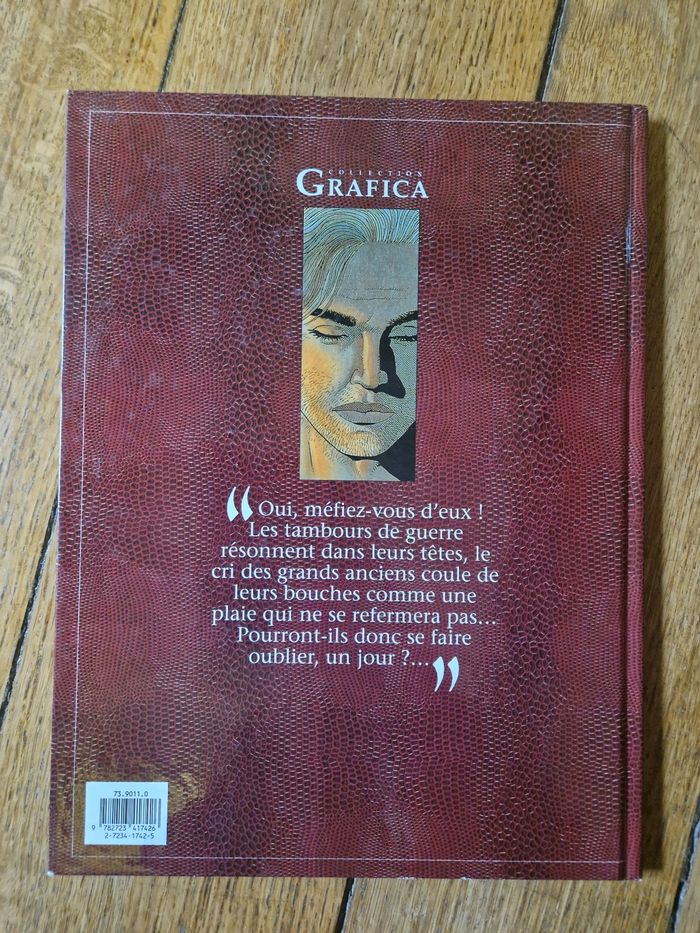 COLLECTION
GRAFICA
“ Oui, méfiez-vous d'eux !
Les tambours de guerre
résonnent dans leurs têtes, le
cri des grands anciens coule de
leurs bouches comme une
plaie qui ne se refermera pas...
Pourront-ils donc se faire
oublier, un jour ?... ”
73.9011.0
9 782723 417426
2-7234-1742-5